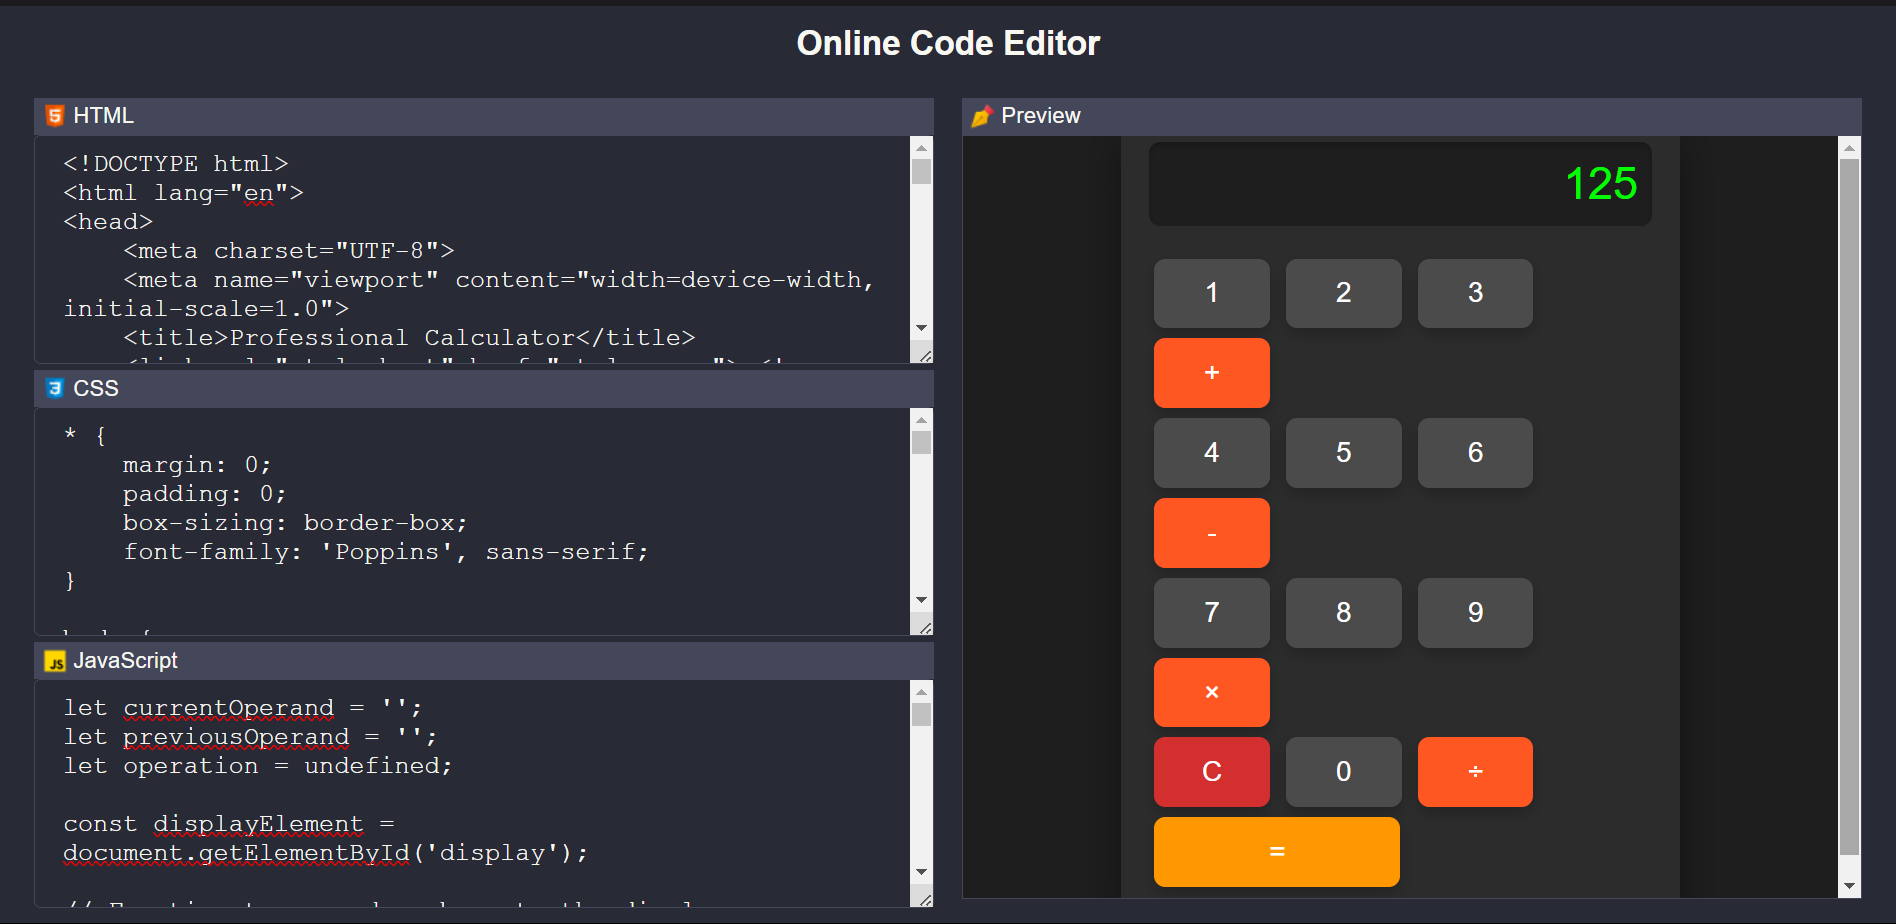 Online Code Editor
HTML
<!DOCTYPE html>
<html lang="en">
<head>
    <meta charset="UTF-8">
    <meta name="viewport" content="width=device-width,
initial-scale=1.0">
    <title>Professional Calculator</title>
CSS
* {
    margin: 0;
    padding: 0;
    box-sizing: border-box;
    font-family: 'Poppins', sans-serif;
}
JavaScript
let currentOperand = '';
let previousOperand = '';
let operation = undefined;
const displayElement =
document.getElementById('display');
Preview
125
1 2 3
+
4 5 6
-
7 8 9
×
C 0 ÷
=